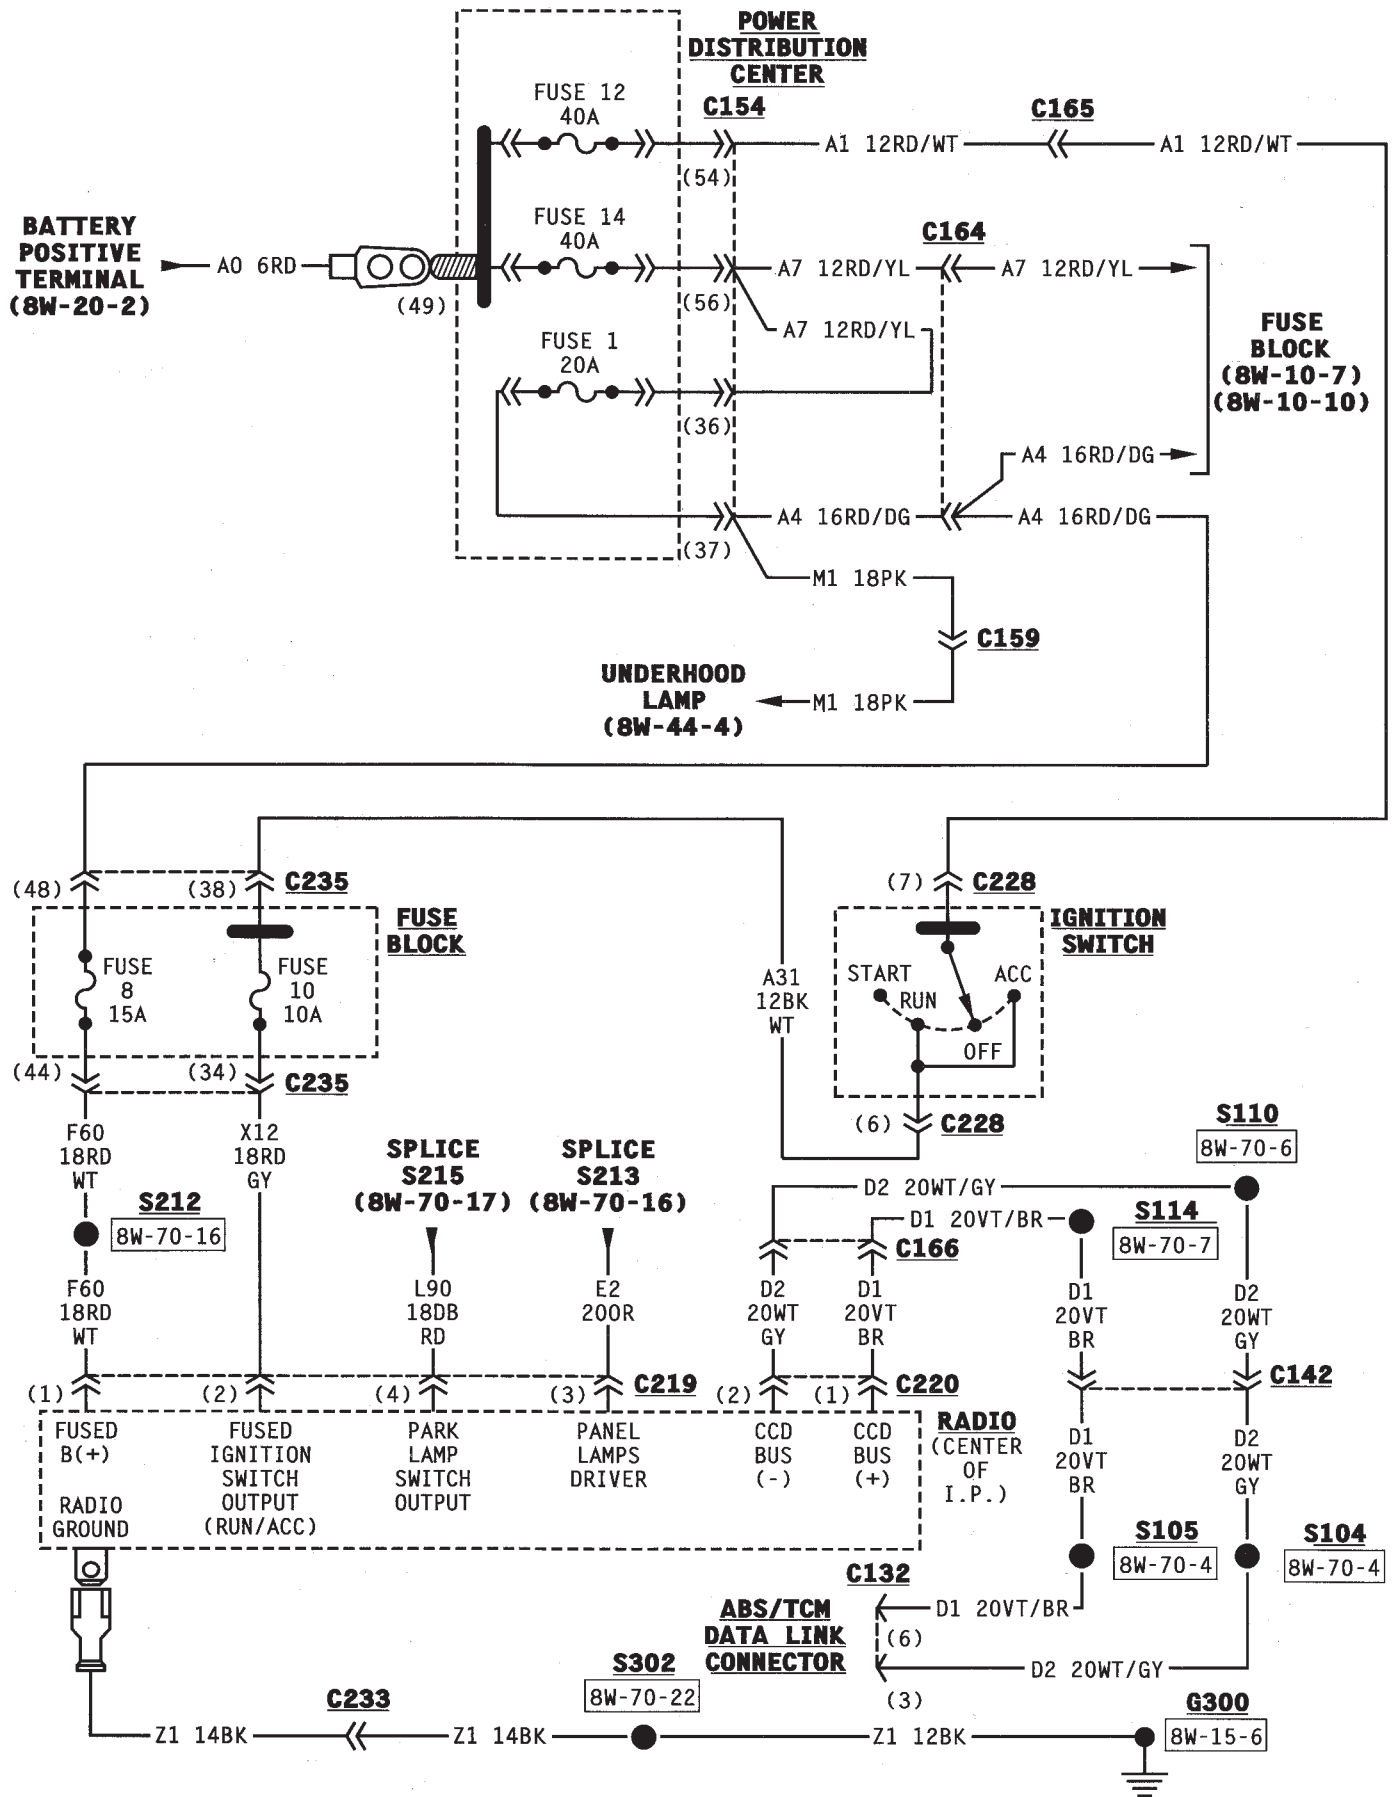 POWER
DISTRIBUTION
CENTER
FUSE 12
40A
C154
C165
A1 12RD/WT
A1 12RD/WT
(54)
BATTERY
POSITIVE
TERMINAL
(8W-20-2)
A0 6RD
(49)
FUSE 14
40A
C164
A7 12RD/YL
A7 12RD/YL
(56)
A7 12RD/YL
FUSE
BLOCK
(8W-10-7)
(8W-10-10)
FUSE 1
20A
(36)
A4 16RD/DG
A4 16RD/DG
A4 16RD/DG
(37)
M1 18PK
C159
UNDERHOOD
LAMP
(8W-44-4)
M1 18PK
(48)
(38)
C235
(7)
C228
FUSE
BLOCK
IGNITION
SWITCH
FUSE
8
15A
FUSE
10
10A
A31
12BK
WT
START
RUN
ACC
OFF
(44)
(34)
C235
(6)
C228
F60
18RD
WT
X12
18RD
GY
SPLICE
S215
(8W-70-17)
SPLICE
S213
(8W-70-16)
S110
8W-70-6
D2 20WT/GY
S212
8W-70-16
D1 20VT/BR
S114
8W-70-7
C166
F60
18RD
WT
L90
18DB
RD
E2
20OR
D2
20WT
GY
D1
20VT
BR
D1
20VT
BR
D2
20WT
GY
(1)
(2)
(4)
(3)
C219
(2)
(1)
C220
C142
FUSED
B(+)
FUSED
IGNITION
SWITCH
OUTPUT
(RUN/ACC)
PARK
LAMP
SWITCH
OUTPUT
PANEL
LAMPS
DRIVER
CCD
BUS
(-)
CCD
BUS
(+)
RADIO
(CENTER
OF
I.P.)
D1
20VT
BR
D2
20WT
GY
RADIO
GROUND
S105
8W-70-4
S104
8W-70-4
C132
ABS/TCM
DATA LINK
CONNECTOR
D1 20VT/BR
(6)
D2 20WT/GY
(3)
C233
S302
8W-70-22
G300
8W-15-6
Z1 14BK
Z1 14BK
Z1 12BK